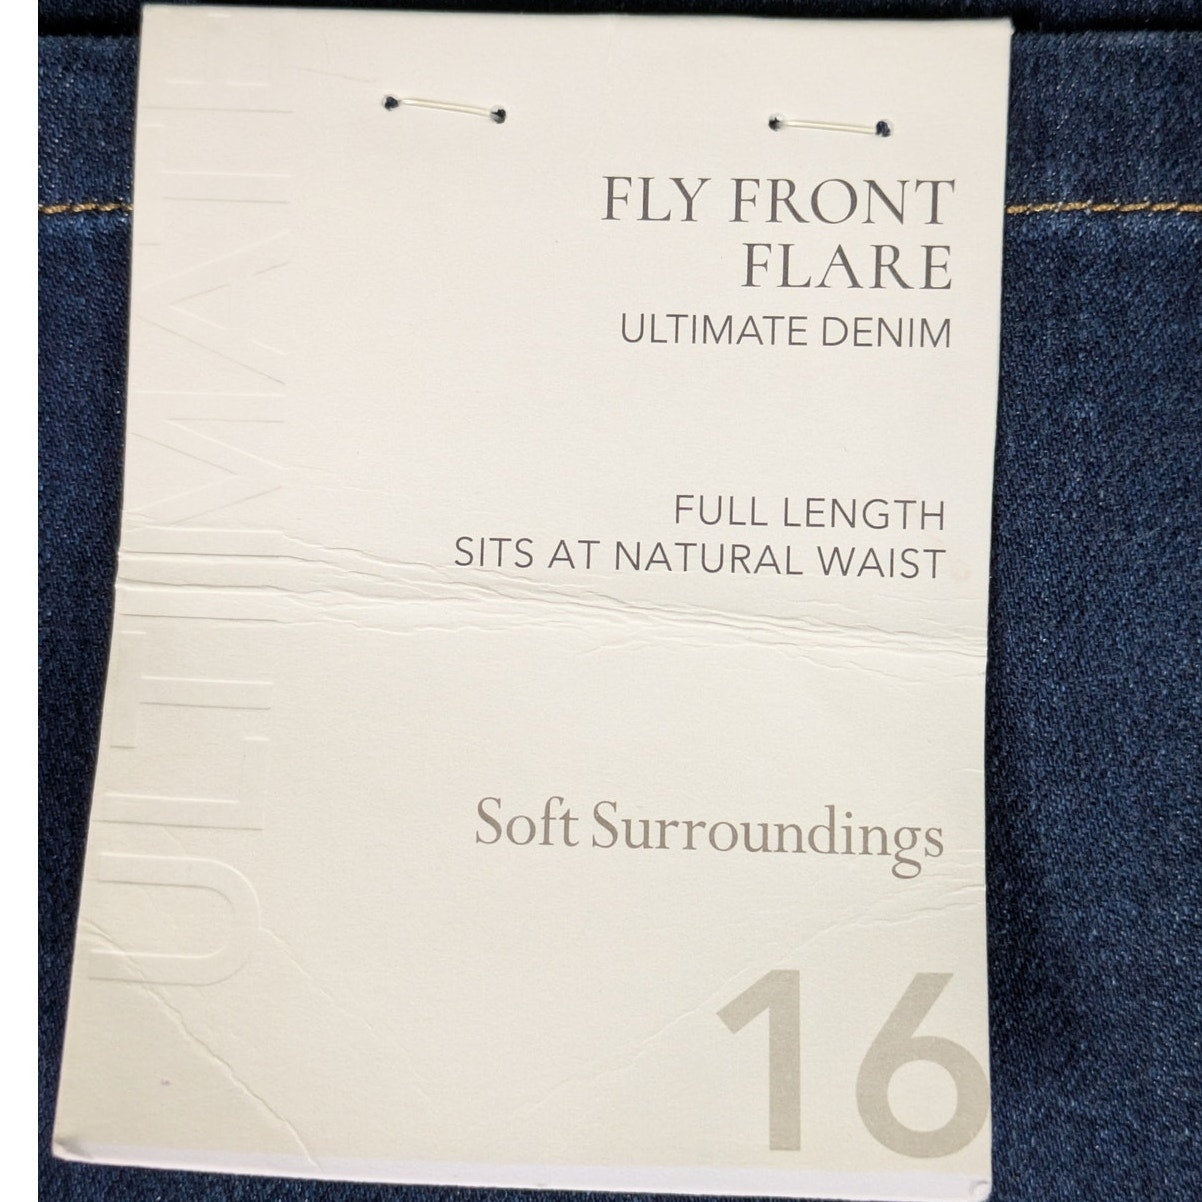 FLY FRONT
FLARE
ULTIMATE DENIM
FULL LENGTH
SITS AT NATURAL WAIST
Soft Surroundings
16
ULTIMATE